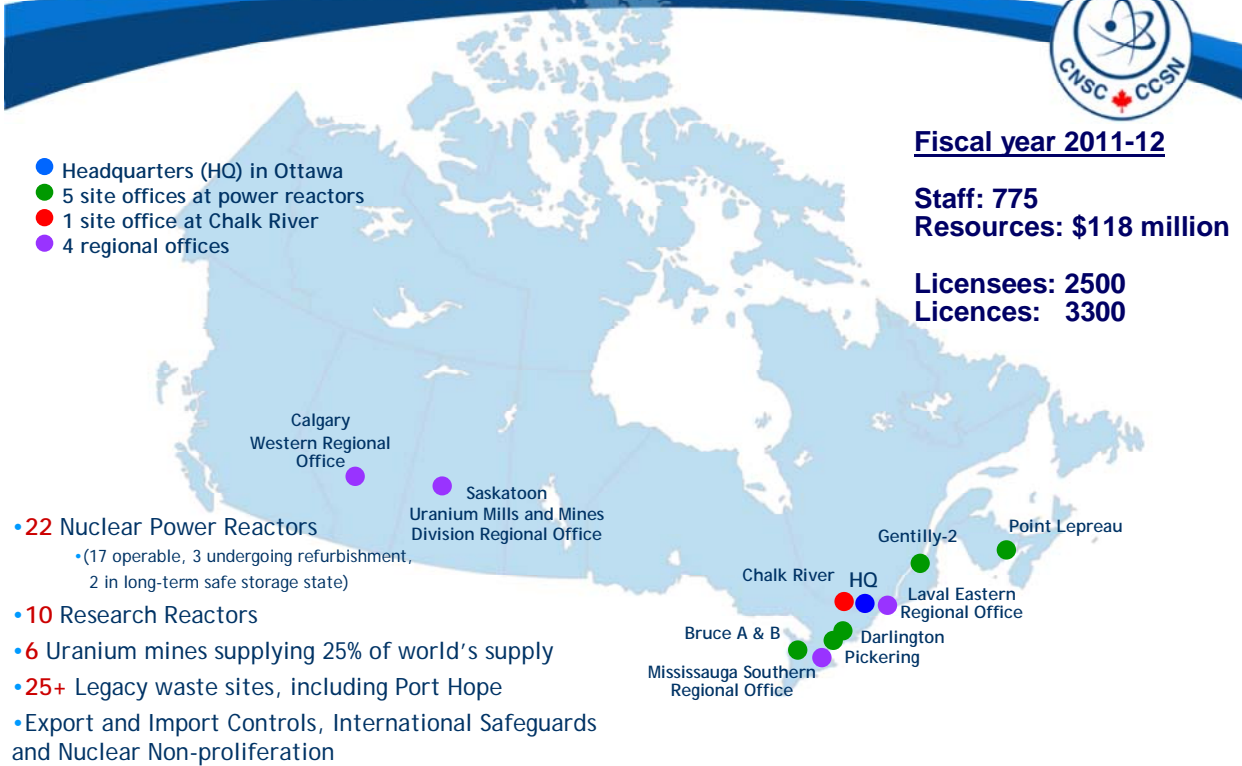 CNSC CCSN
Fiscal year 2011-12
Staff: 775
Resources: $118 million
Licensees: 2500
Licences: 3300
Headquarters (HQ) in Ottawa
5 site offices at power reactors
1 site office at Chalk River
4 regional offices
Calgary
Western Regional
Office
Saskatoon
Uranium Mills and Mines
Division Regional Office
Gentilly-2
Point Lepreau
Chalk River
HQ
Laval Eastern
Regional Office
Bruce A & B
Darlington
Pickering
Mississauga Southern
Regional Office
•22 Nuclear Power Reactors
•(17 operable, 3 undergoing refurbishment,
2 in long-term safe storage state)
•10 Research Reactors
•6 Uranium mines supplying 25% of world's supply
•25+ Legacy waste sites, including Port Hope
•Export and Import Controls, International Safeguards
and Nuclear Non-proliferation